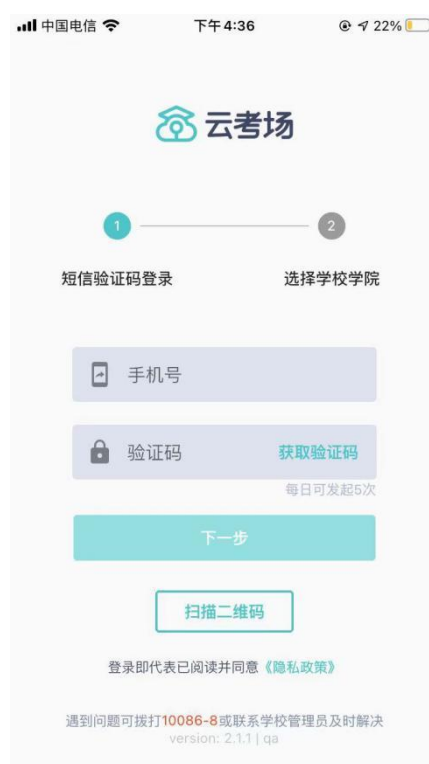 中国电信 下午4:36 22%
云考场
1 2
短信验证码登录 选择学校学院
手机号
验证码 获取验证码
每日可发起5次
下一步
扫描二维码
登录即代表已阅读并同意《隐私政策》
遇到问题可拨打10086-8或联系学校管理员及时解决
version: 2.1.1 | qa